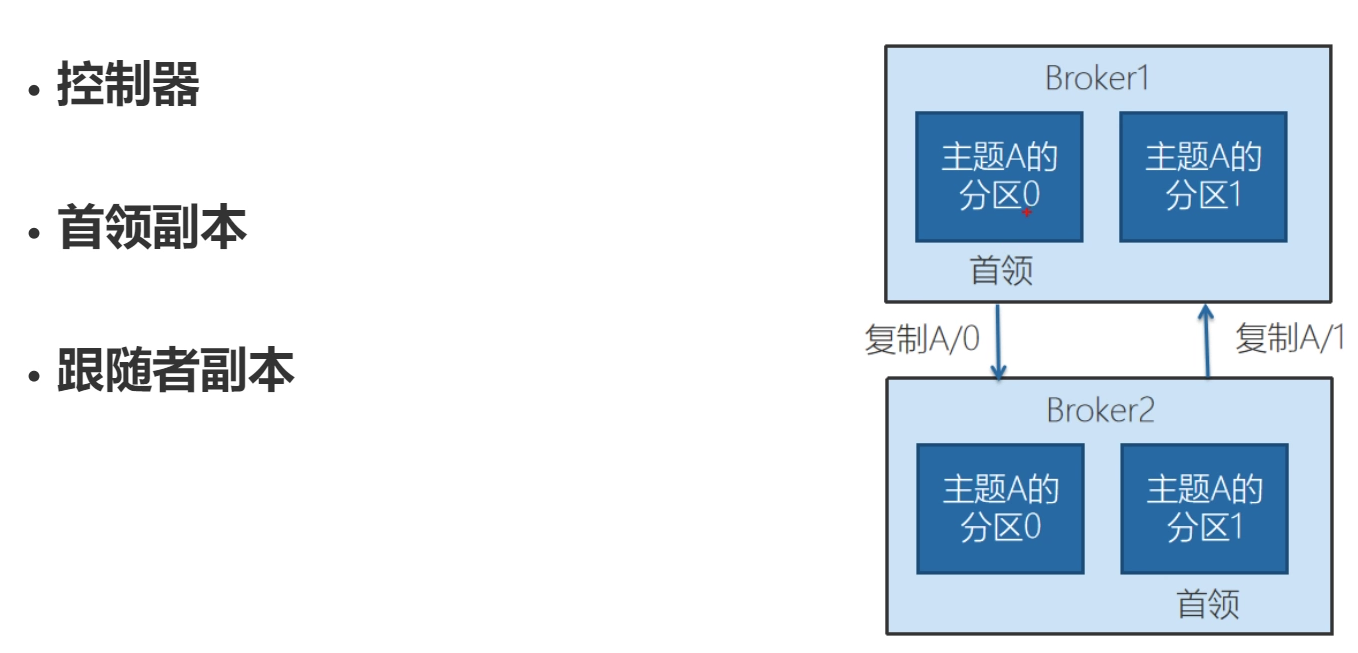 • 控制器
• 首领副本
• 跟随者副本
Broker1
主题A的
分区0
主题A的
分区1
首领
复制A/0
复制A/1
Broker2
主题A的
分区0
主题A的
分区1
首领